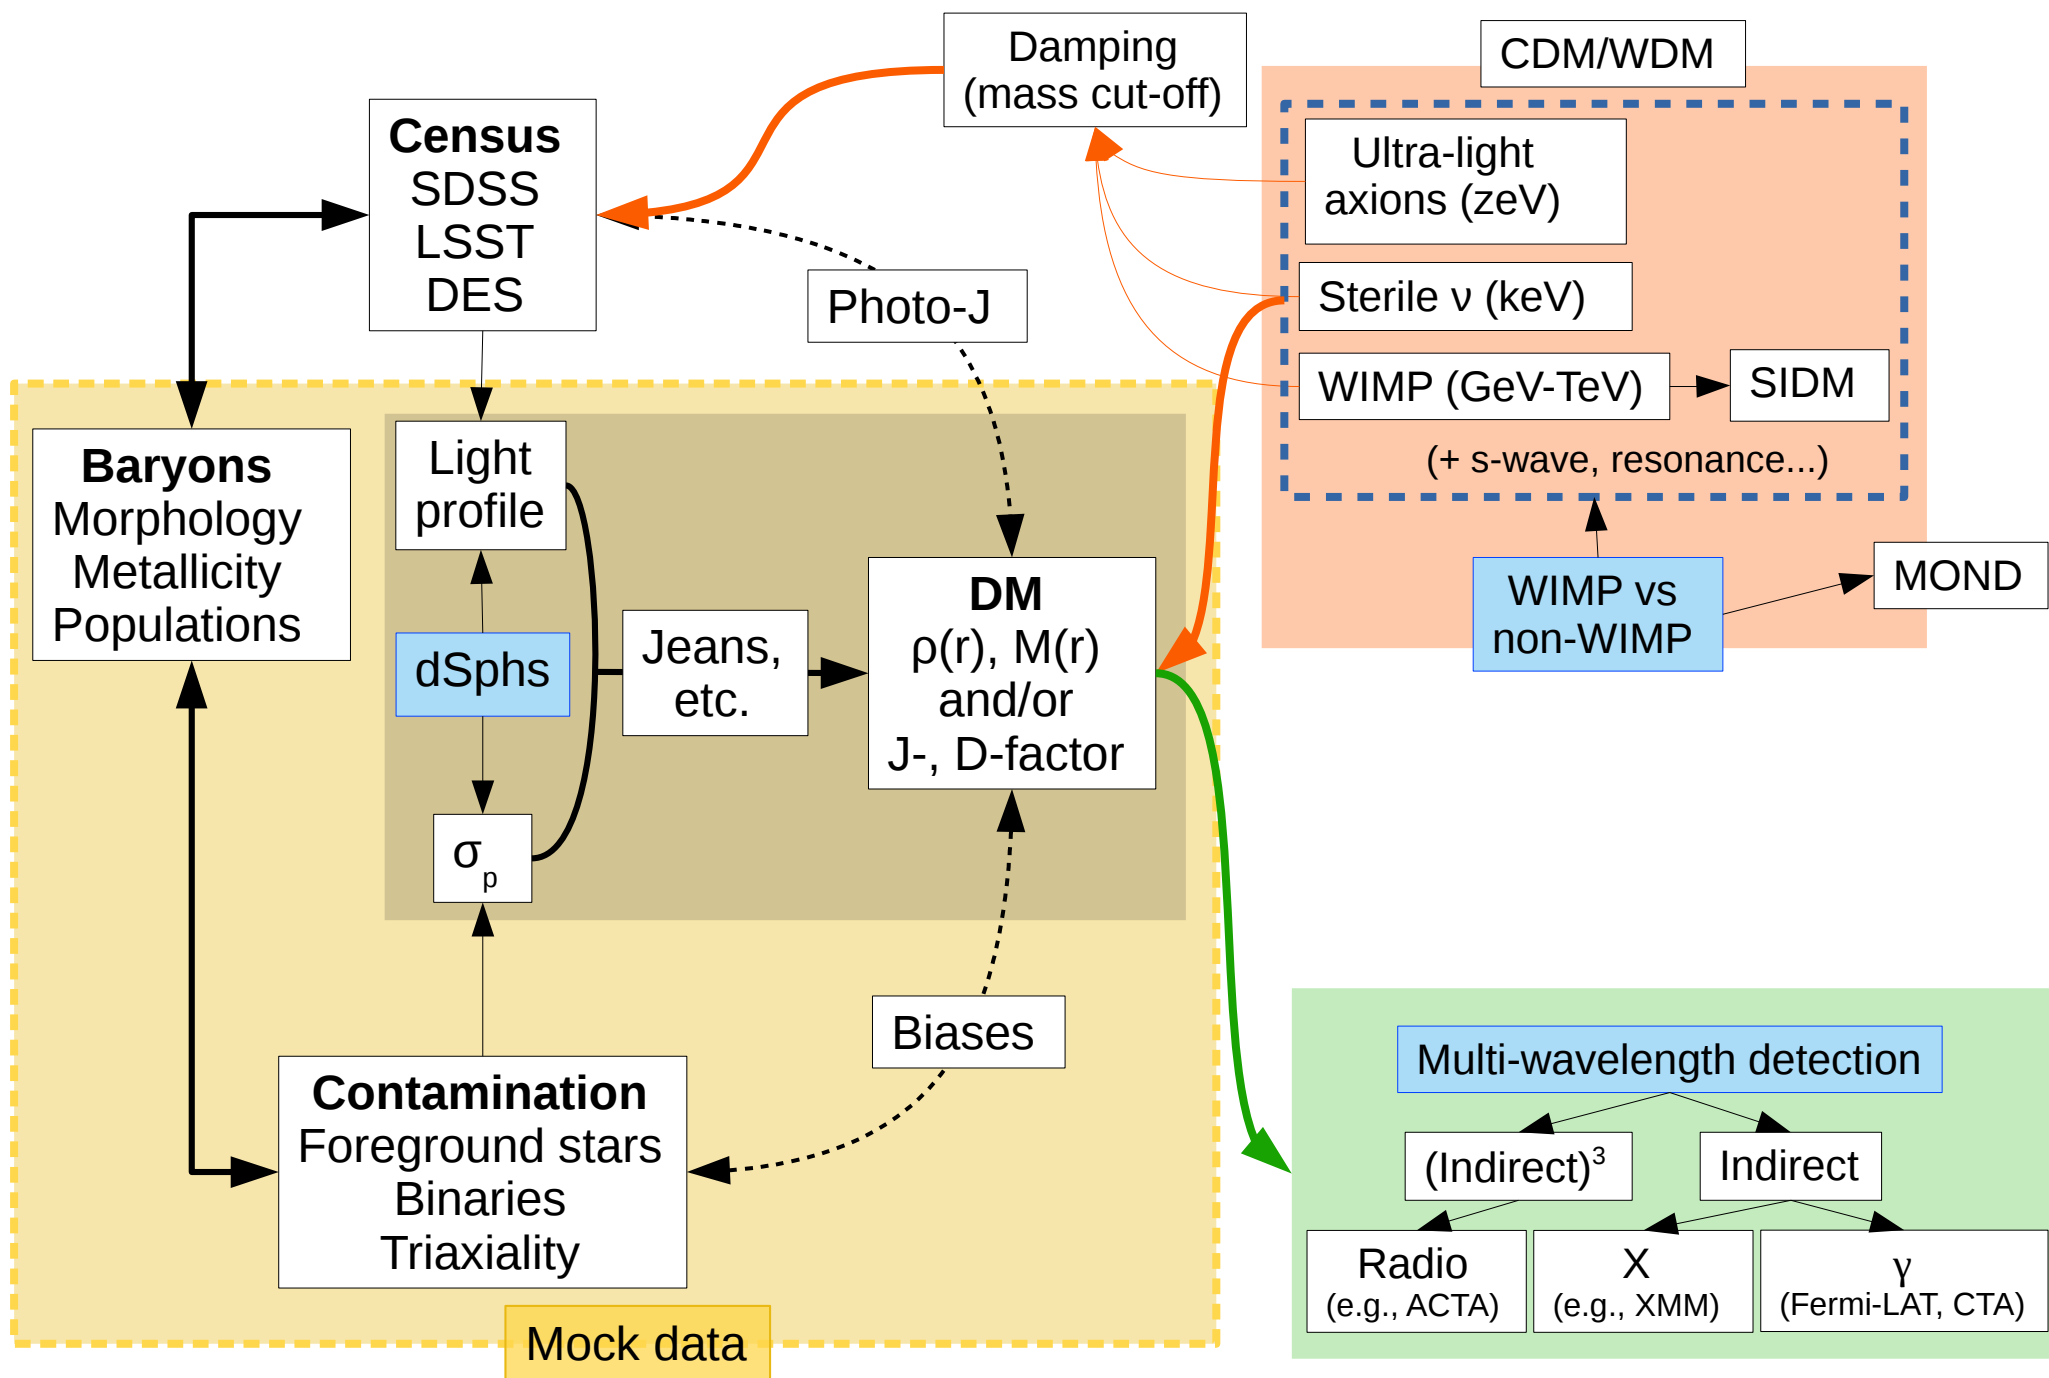 Damping
(mass cut-off)
CDM/WDM
Census
SDSS
LSST
DES
Ultra-light
axions (zeV)
Photo-J
Sterile ν (keV)
WIMP (GeV-TeV)
SIDM
(+ s-wave, resonance...)
Baryons
Morphology
Metallicity
Populations
Light
profile
dSphs
σp
Jeans,
etc.
DM
ρ(r), M(r)
and/or
J-, D-factor
WIMP vs
non-WIMP
MOND
Biases
Contamination
Foreground stars
Binaries
Triaxiality
Mock data
Multi-wavelength detection
(Indirect)³
Indirect
Radio
(e.g., ACTA)
X
(e.g., XMM)
γ
(Fermi-LAT, CTA)